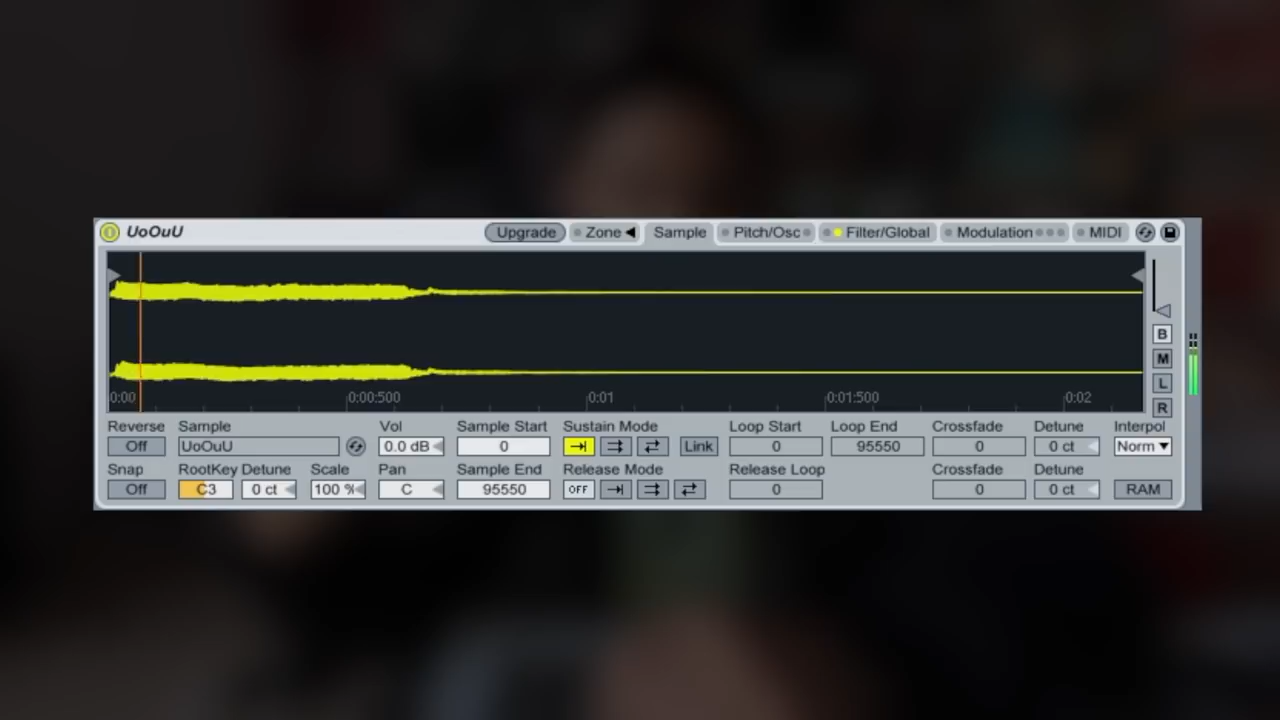 UoOuU Upgrade Zone Sample Pitch/Osc Filter/Global Modulation MIDI
B
M
L
R
0:00 0:00:500 0:01 0:01:500 0:02
Reverse Sample Vol Sample Start Sustain Mode Loop Start Loop End Crossfade Detune Interpol
Off UoOuU 0.0 dB 0 Link 0 95550 0 0 ct Norm
Snap RootKey Detune Scale Pan Sample End Release Mode Release Loop Crossfade Detune
Off C3 0 ct 100 % C 95550 OFF 0 0 0 ct RAM